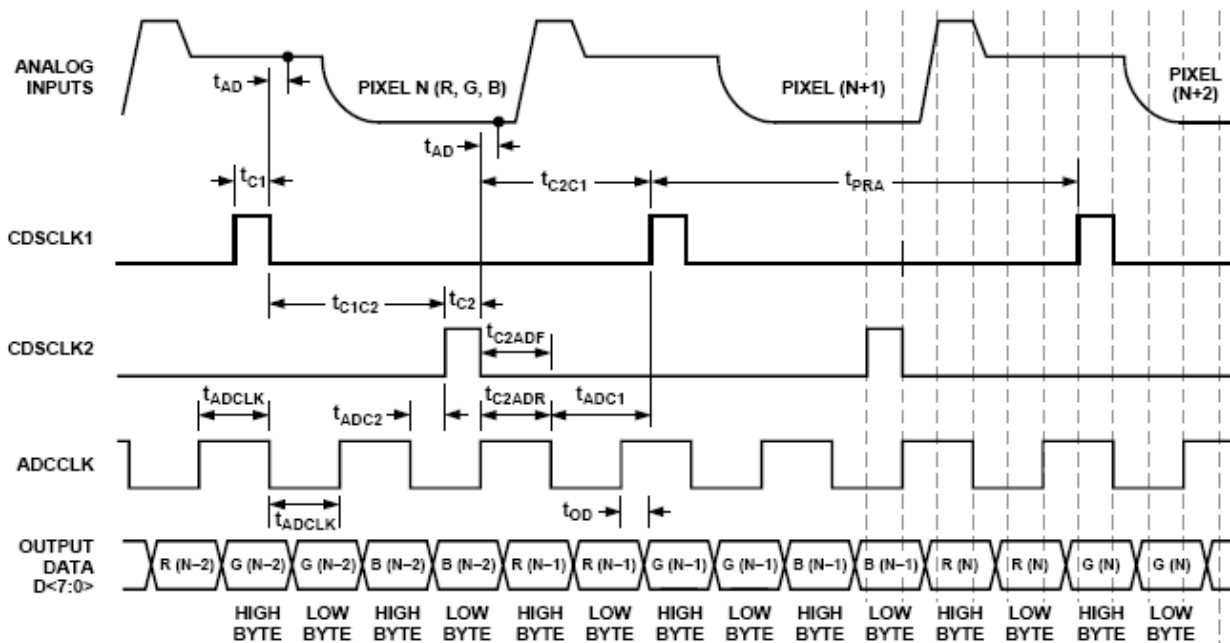 ANALOG
INPUTS
tAD
PIXEL N (R, G, B)
PIXEL (N+1)
PIXEL
(N+2)
tAD
tC1
tC2C1
tPRA
CDSCLK1
tC1C2
tC2
CDSCLK2
tC2ADF
tADCLK
tADC2
tC2ADR
tADC1
ADCCLK
tADCLK
tOD
OUTPUT
DATA
D<7:0>
R (N–2) G (N–2) G (N–2) B (N–2) B (N–2) R (N–1) R (N–1) G (N–1) G (N–1) B (N–1) B (N–1) R (N) R (N) G (N) G (N)
HIGH LOW HIGH LOW HIGH LOW HIGH LOW HIGH LOW HIGH LOW HIGH LOW
BYTE BYTE BYTE BYTE BYTE BYTE BYTE BYTE BYTE BYTE BYTE BYTE BYTE BYTE